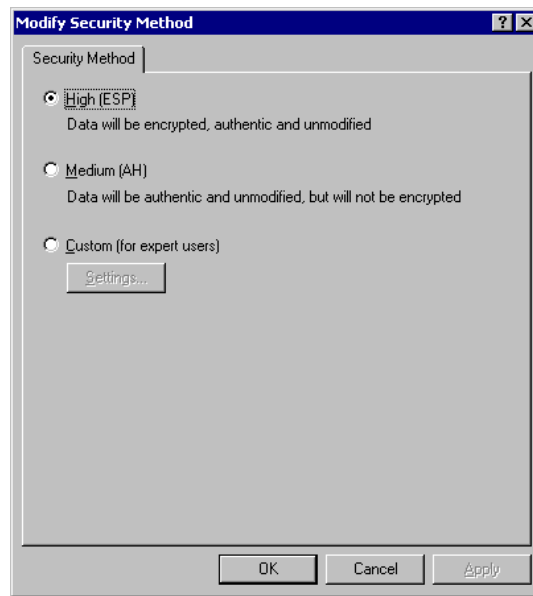 Modify Security Method
Security Method
High (ESP)
Data will be encrypted, authentic and unmodified
Medium (AH)
Data will be authentic and unmodified, but will not be encrypted
Custom (for expert users)
Settings...
OK Cancel Apply